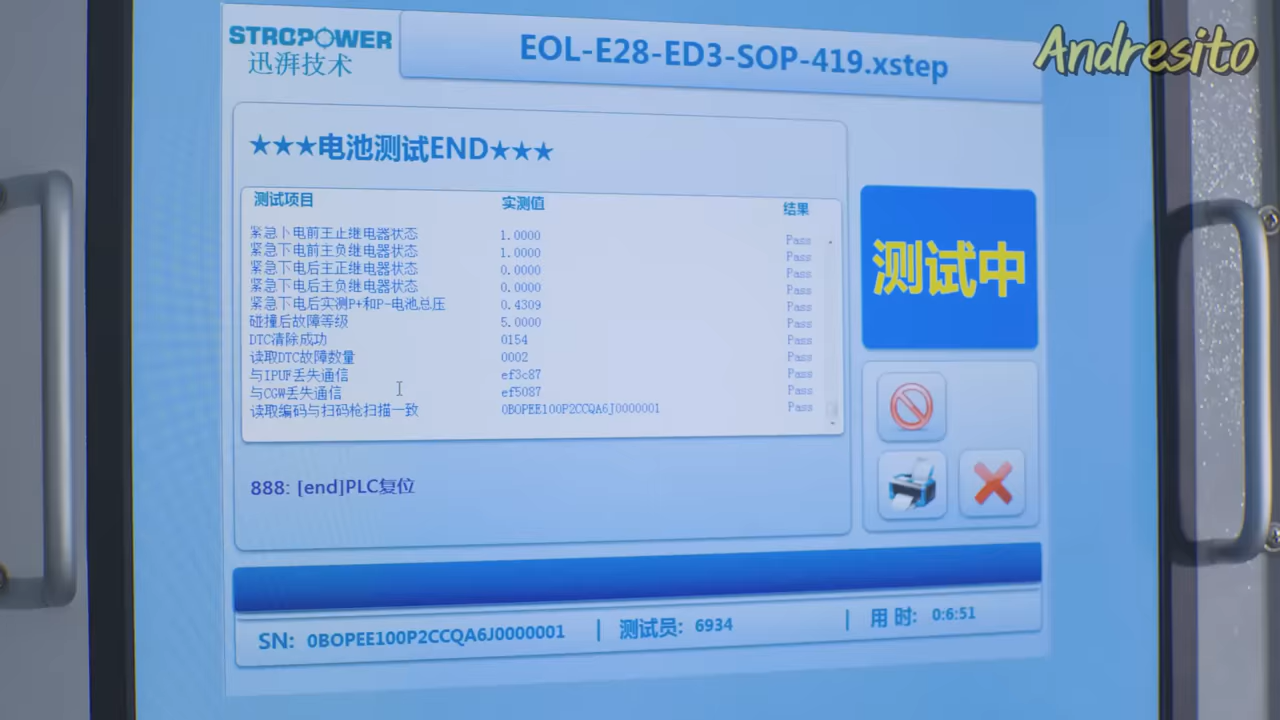 STROPOWER
迅湃技术
EOL-E28-ED3-SOP-419.xstep
Andresito
★★★电池测试END★★★
测试项目 实测值 结果
紧急下电前主正继电器状态 1.0000 Pass
紧急下电前主负继电器状态 1.0000 Pass
紧急下电后主正继电器状态 0.0000 Pass
紧急下电后主负继电器状态 0.0000 Pass
紧急下电后实测P+和P-电池总压 0.4309 Pass
碰撞后故障等级 5.0000 Pass
DTC清除成功 0154 Pass
读取DTC故障数量 0002 Pass
与IPUF丢失通信 ef3c87 Pass
与CGW丢失通信 ef5087 Pass
读取编码与扫码枪扫描一致 0BOPEE100P2CCQA6J0000001 Pass
测试中
888: [end]PLC复位
SN: 0BOPEE100P2CCQA6J0000001 | 测试员: 6934 | 用 时: 0:6:51